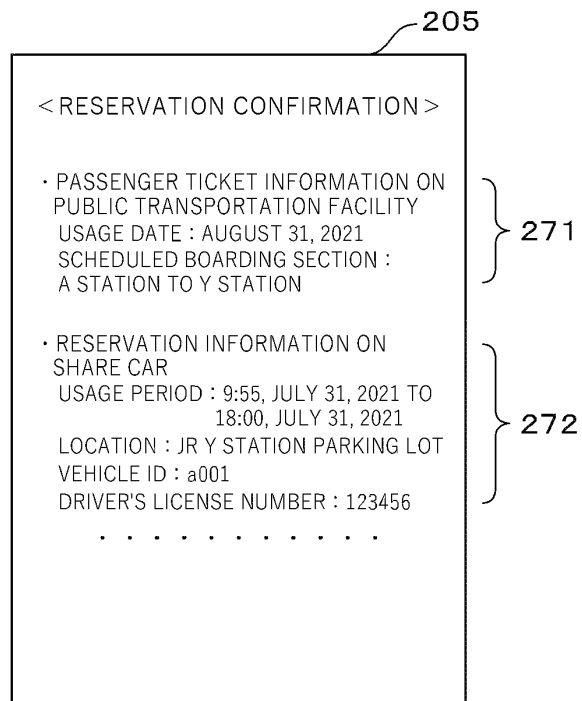 205
<RESERVATION CONFIRMATION>
・PASSENGER TICKET INFORMATION ON
PUBLIC TRANSPORTATION FACILITY
USAGE DATE : AUGUST 31, 2021
SCHEDULED BOARDING SECTION :
A STATION TO Y STATION
271
・RESERVATION INFORMATION ON
SHARE CAR
USAGE PERIOD : 9:55, JULY 31, 2021 TO
18:00, JULY 31, 2021
LOCATION : JR Y STATION PARKING LOT
VEHICLE ID : a001
DRIVER'S LICENSE NUMBER : 123456
272
. . . . . . . . . . .